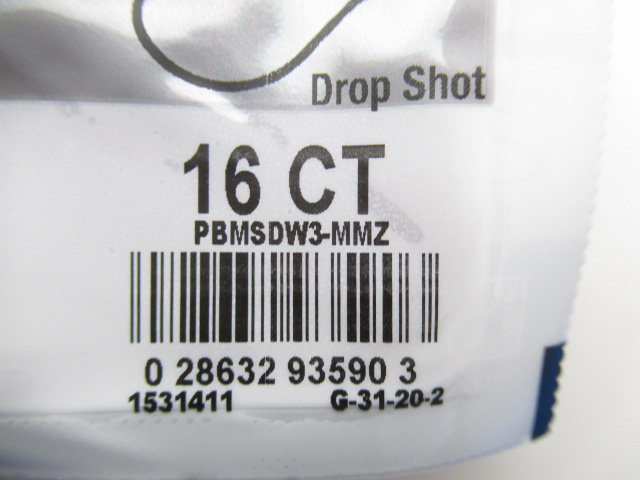 Drop Shot
16 CT
PBMSDW3-MMZ
0 28632 93590 3
1531411 G-31-20-2